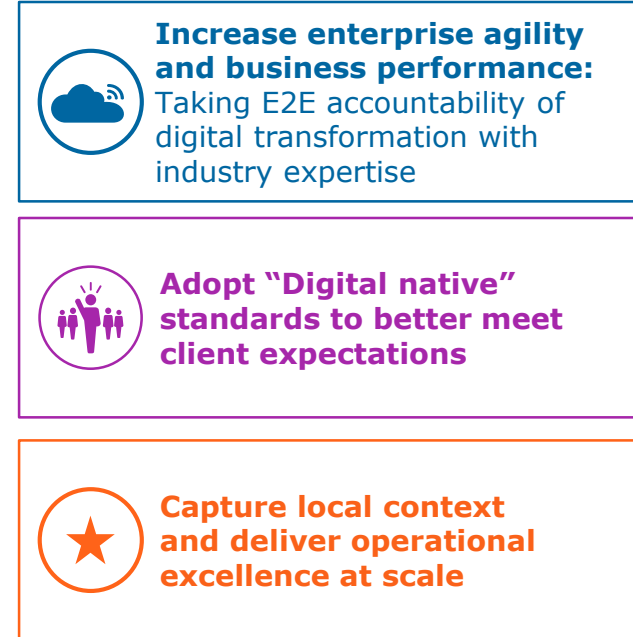 Increase enterprise agility
and business performance:
Taking E2E accountability of
digital transformation with
industry expertise
Adopt “Digital native”
standards to better meet
client expectations
Capture local context
and deliver operational
excellence at scale